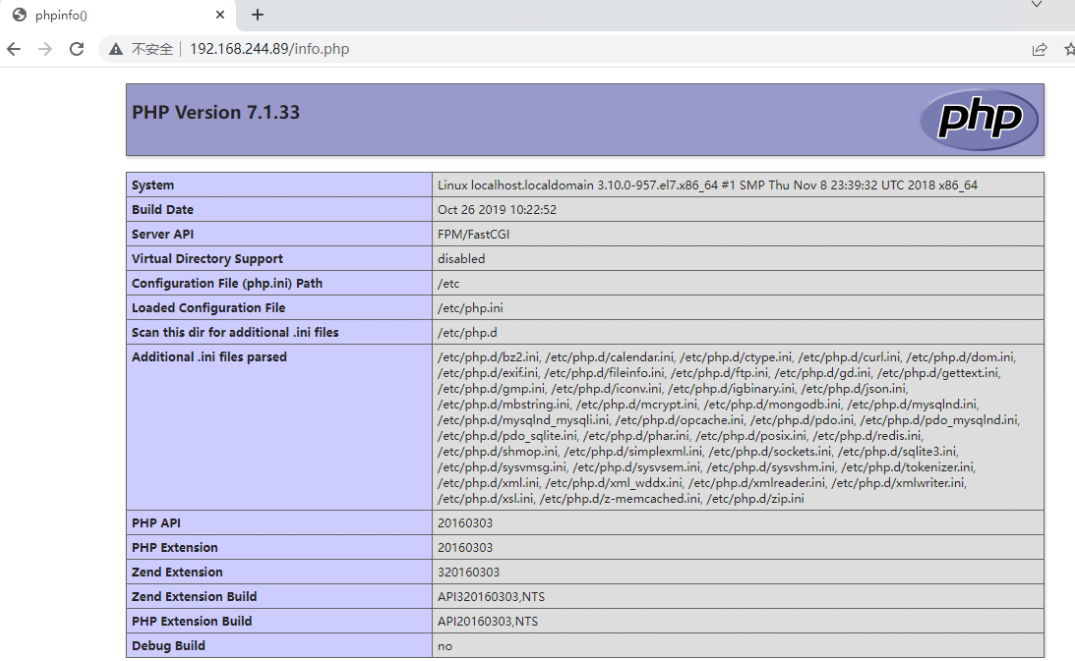 phpinfo()
不安全 192.168.244.89/info.php
PHP Version 7.1.33
php
System Linux localhost.localdomain 3.10.0-957.el7.x86_64 #1 SMP Thu Nov 8 23:39:32 UTC 2018 x86_64
Build Date Oct 26 2019 10:22:52
Server API FPM/FastCGI
Virtual Directory Support disabled
Configuration File (php.ini) Path /etc
Loaded Configuration File /etc/php.ini
Scan this dir for additional .ini files /etc/php.d
Additional .ini files parsed /etc/php.d/bz2.ini, /etc/php.d/calendar.ini, /etc/php.d/ctype.ini, /etc/php.d/curl.ini, /etc/php.d/dom.ini,
/etc/php.d/exif.ini, /etc/php.d/fileinfo.ini, /etc/php.d/ftp.ini, /etc/php.d/gd.ini, /etc/php.d/gettext.ini,
/etc/php.d/gmp.ini, /etc/php.d/iconv.ini, /etc/php.d/igbinary.ini, /etc/php.d/json.ini,
/etc/php.d/mbstring.ini, /etc/php.d/mcrypt.ini, /etc/php.d/mongodb.ini, /etc/php.d/mysqlnd.ini,
/etc/php.d/mysqlnd_mysqli.ini, /etc/php.d/opcache.ini, /etc/php.d/pdo.ini, /etc/php.d/pdo_mysqlnd.ini,
/etc/php.d/pdo_sqlite.ini, /etc/php.d/phar.ini, /etc/php.d/posix.ini, /etc/php.d/redis.ini,
/etc/php.d/shmop.ini, /etc/php.d/simplexml.ini, /etc/php.d/sockets.ini, /etc/php.d/sqlite3.ini,
/etc/php.d/sysvmsg.ini, /etc/php.d/sysvsem.ini, /etc/php.d/sysvshm.ini, /etc/php.d/tokenizer.ini,
/etc/php.d/xml.ini, /etc/php.d/xml_wddx.ini, /etc/php.d/xmlreader.ini, /etc/php.d/xmlwriter.ini,
/etc/php.d/xsl.ini, /etc/php.d/z-memcached.ini, /etc/php.d/zip.ini
PHP API 20160303
PHP Extension 20160303
Zend Extension 320160303
Zend Extension Build API320160303,NTS
PHP Extension Build API20160303,NTS
Debug Build no